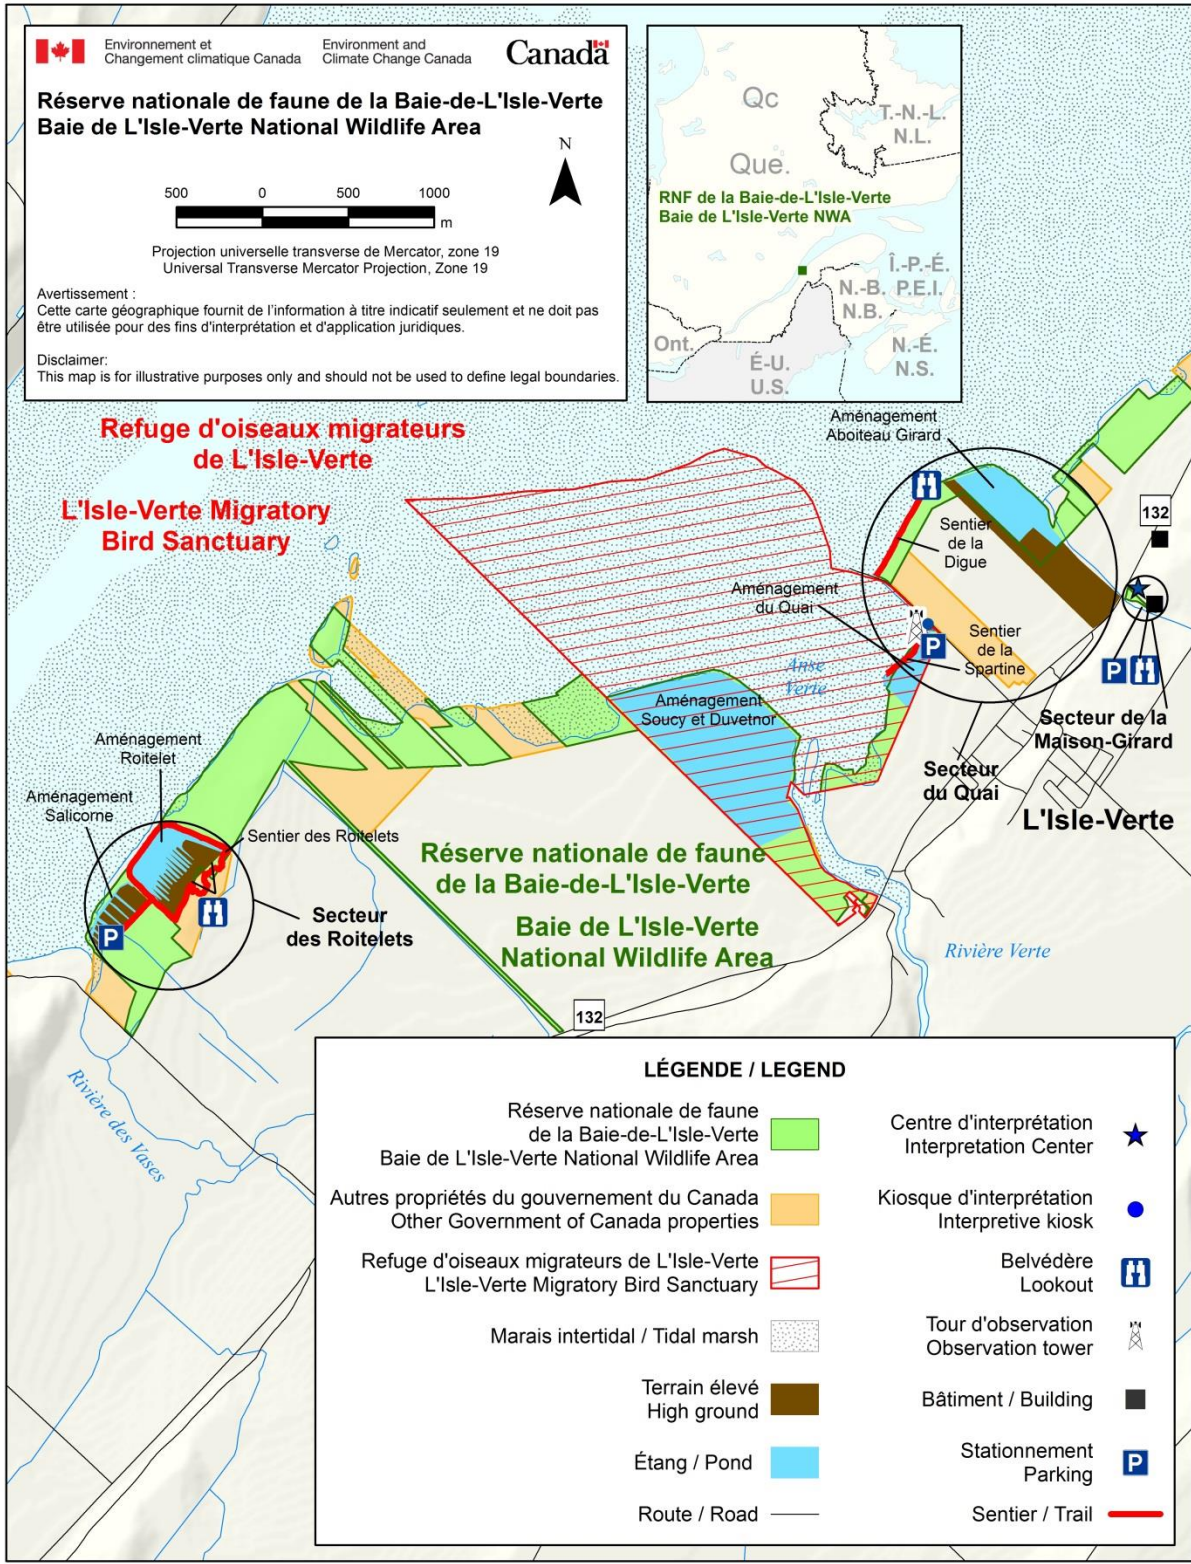 Environnement et
Changement climatique Canada
Environment and
Climate Change Canada
Canada
Réserve nationale de faune de la Baie-de-L'Isle-Verte
Baie de L'Isle-Verte National Wildlife Area
N
500 0 500 1000
m
Projection universelle transverse de Mercator, zone 19
Universal Transverse Mercator Projection, Zone 19
Avertissement :
Cette carte géographique fournit de l'information à titre indicatif seulement et ne doit pas
être utilisée pour des fins d'interprétation et d'application juridiques.
Disclaimer:
This map is for illustrative purposes only and should not be used to define legal boundaries.
Qc
Que.
T.-N.-L.
N.L.
RNF de la Baie-de-L'Isle-Verte
Baie de L'Isle-Verte NWA
Î.-P.-É.
P.E.I.
N.-B.
N.B.
Ont.
É-U.
U.S.
N.-É.
N.S.
Refuge d'oiseaux migrateurs
de L'Isle-Verte
L'Isle-Verte Migratory
Bird Sanctuary
Aménagement
Aboiteau Girard
132
Sentier
de la
Digue
Aménagement
du Quai
Sentier
de la
Spartine
P
P
Anse
Verte
Aménagement
Soucy et Duvetnor
Secteur de la
Maison-Girard
Secteur
du Quai
L'Isle-Verte
Aménagement
Roitelet
Aménagement
Salicorne
Sentier des Roitelets
P
Secteur
des Roitelets
Réserve nationale de faune
de la Baie-de-L'Isle-Verte
Baie de L'Isle-Verte
National Wildlife Area
Rivière Verte
132
Rivière des Vases
LÉGENDE / LEGEND
Réserve nationale de faune
de la Baie-de-L'Isle-Verte
Baie de L'Isle-Verte National Wildlife Area
Autres propriétés du gouvernement du Canada
Other Government of Canada properties
Refuge d'oiseaux migrateurs de L'Isle-Verte
L'Isle-Verte Migratory Bird Sanctuary
Marais intertidal / Tidal marsh
Terrain élevé
High ground
Étang / Pond
Route / Road
Centre d'interprétation
Interpretation Center
Kiosque d'interprétation
Interpretive kiosk
Belvédère
Lookout
Tour d'observation
Observation tower
Bâtiment / Building
Stationnement
Parking
P
Sentier / Trail